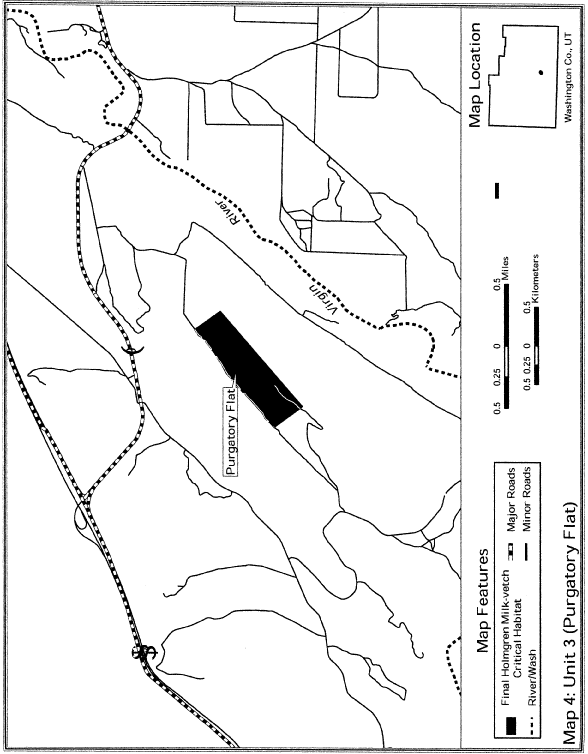 Purgatory Flat
Virgin
River
Map Features
Final Holmgren Milk-vetch
Critical Habitat
River/Wash
Major Roads
Minor Roads
0.5 0.25 0 0.5
Miles
0.5 0.25 0 0.5
Kilometers
Map Location
Washington Co., UT
Map 4: Unit 3 (Purgatory Flat)